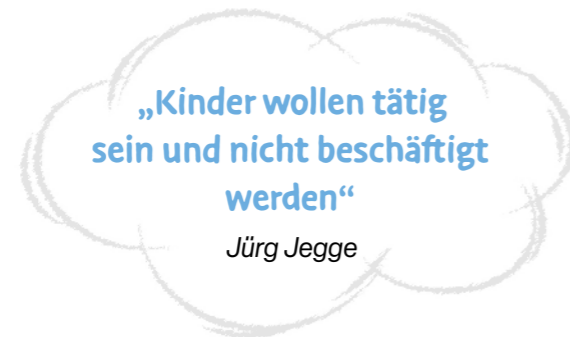 „Kinder wollen tätig
sein und nicht beschäftigt
werden“
Jürg Jegge